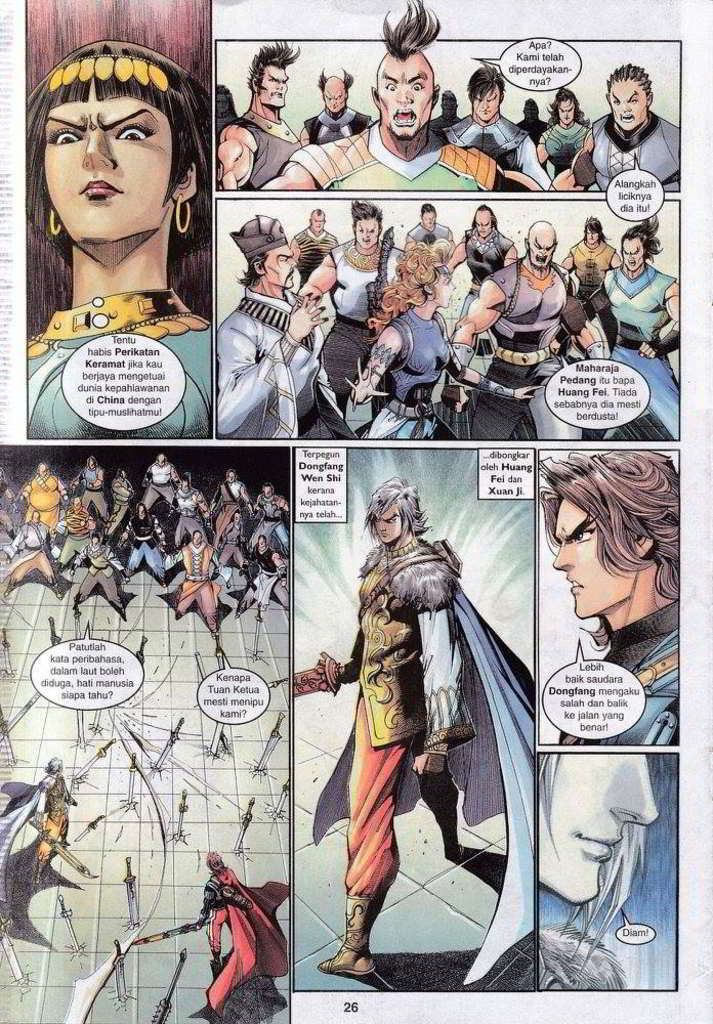 Tentu
habis Perikatan
Keramat jika kau
berjaya mengetuai
dunia kepahlawanan
di China dengan
tipu-muslihatmu!
Apa?
Kami telah
diperdayakan-
nya?
Alangkah
liciknya
dia itu!
Maharaja
Pedang itu bapa
Huang Fei. Tiada
sebabnya dia mesti
berdusta!
Patutlah
kata peribahasa,
dalam laut boleh
diduga, hati manusia
siapa tahu?
Kenapa
Tuan Ketua
mesti menipu
kami?
Terpegun
Dongfang
Wen Shi
kerana
kejahatan-
nya telah...
...dibongkar
oleh Huang
Fei dan
Xuan Ji.
Lebih
baik saudara
Dongfang mengaku
salah dan balik
ke jalan yang
benar!
Diam!
26